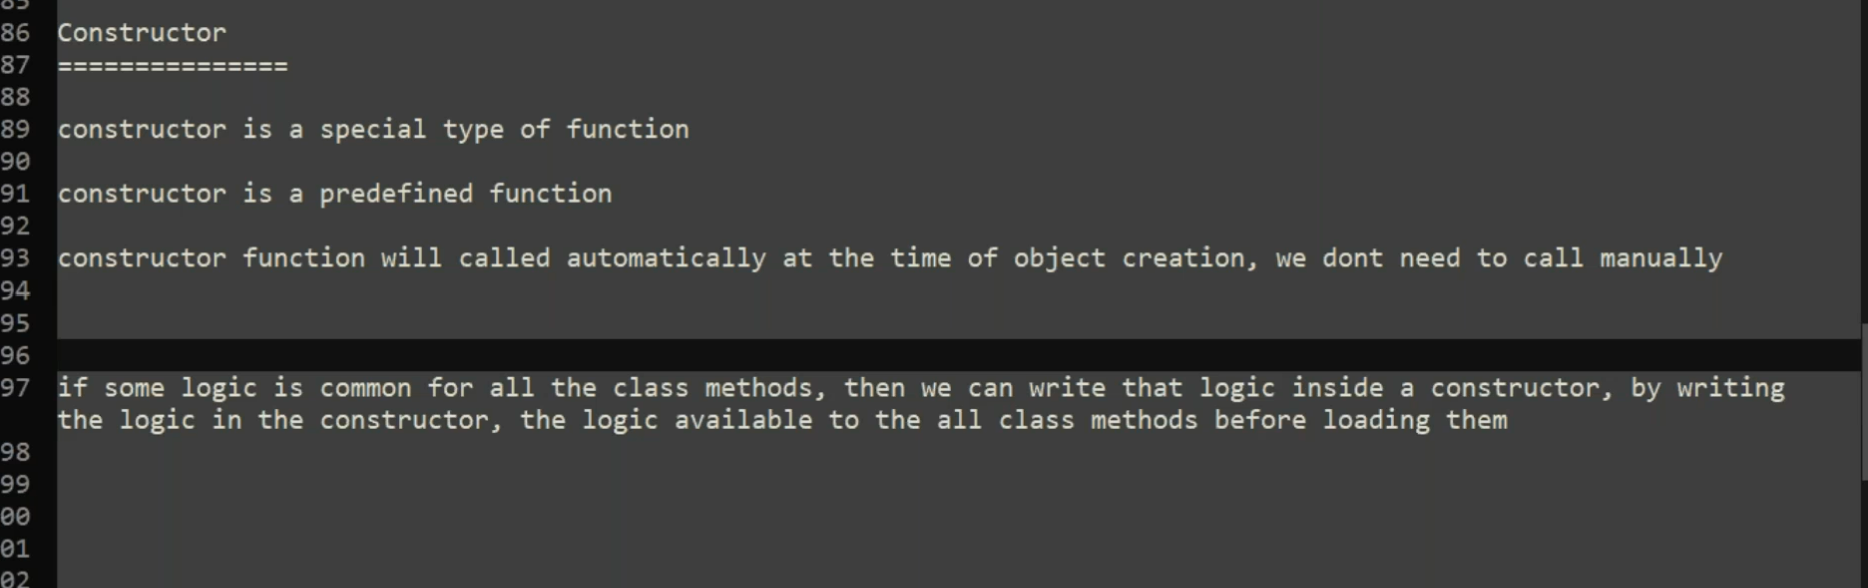 85
86 Constructor
87 ===============
88
89 constructor is a special type of function
90
91 constructor is a predefined function
92
93 constructor function will called automatically at the time of object creation, we dont need to call manually
94
95
96
97 if some logic is common for all the class methods, then we can write that logic inside a constructor, by writing
the logic in the constructor, the logic available to the all class methods before loading them
98
99
00
01
02